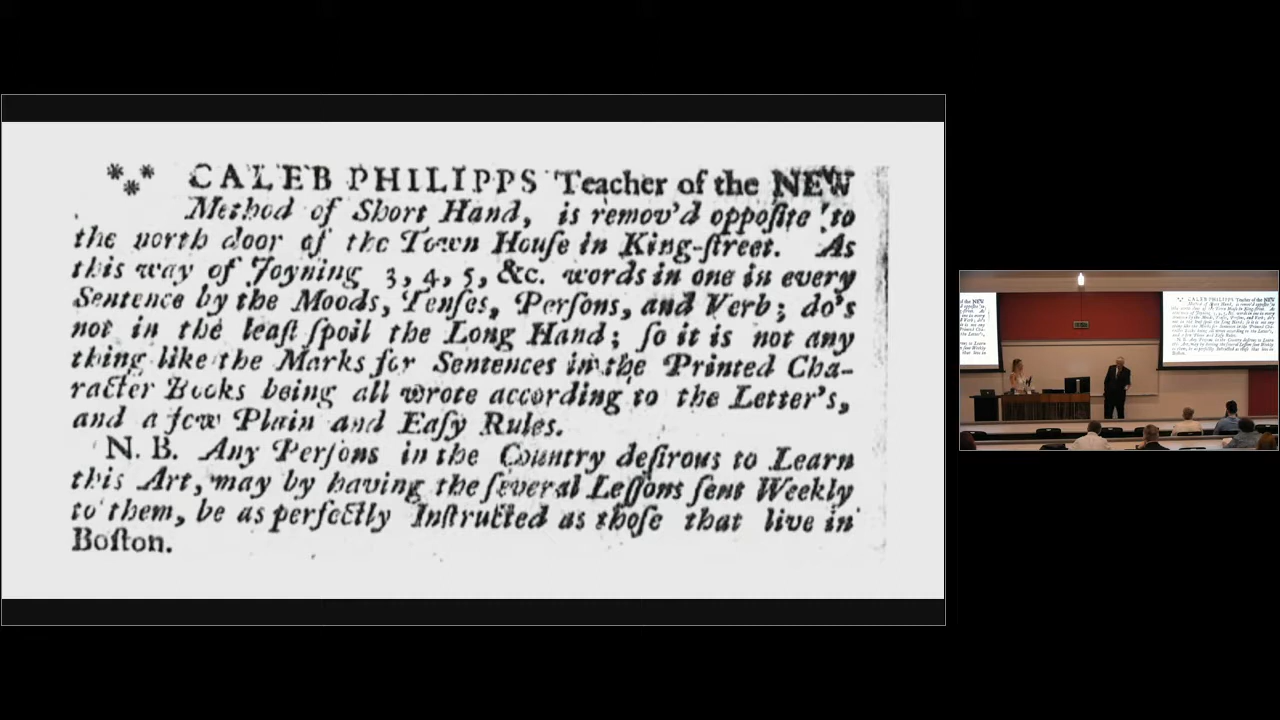 ⁂ CALEB PHILIPPS Teacher of the NEW
Method of Short Hand, is remov'd oppoſite to
the north door of the Town Houſe in King-ſtreet. As
this way of Joyning 3, 4, 5, &c. words in one in every
Sentence by the Moods, Tenſes, Perſons, and Verb; do's
not in the leaſt ſpoil the Long Hand; ſo it is not any
thing like the Marks for Sentences in the Printed Cha-
racter Books being all wrote according to the Letter's,
and a few Plain and Eaſy Rules.
N. B. Any Perſons in the Country deſirous to Learn
this Art, may by having the ſeveral Leſſons ſent Weekly
to them, be as perfectly Inſtructed as thoſe that live in
Boſton.